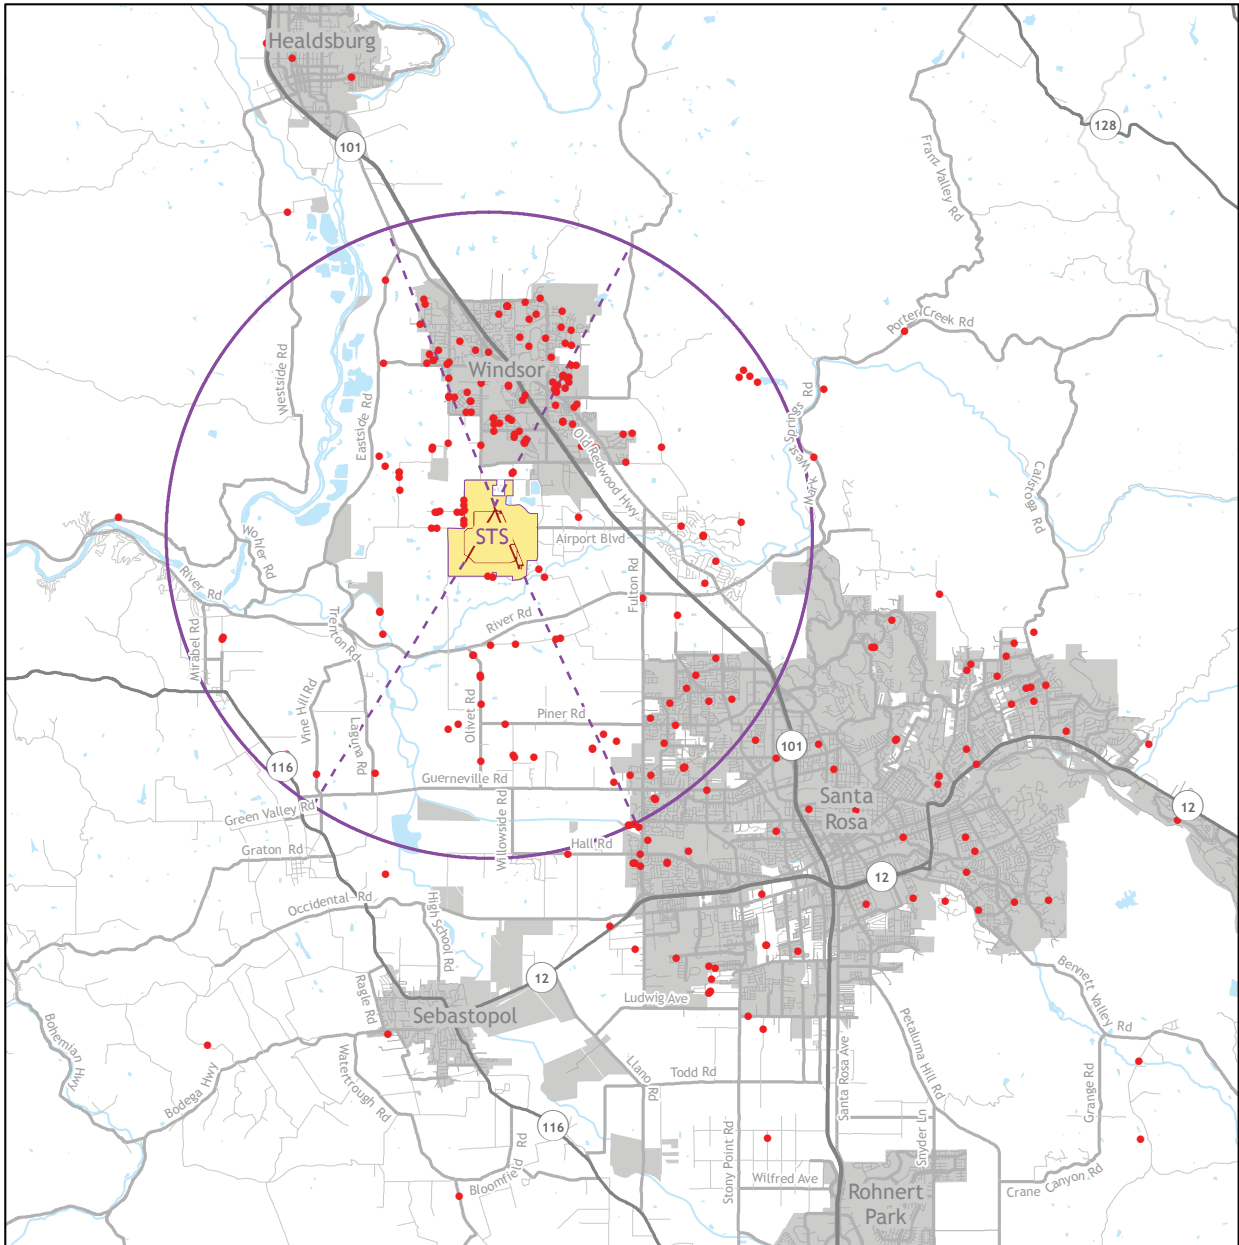 Healdsburg
128
101
Franz Valley Rd
Porter Creek Rd
Westside Rd
Windsor
Mark West Springs Rd
Eastside Rd
Old Redwood Hwy
Calistoga Rd
STS
Airport Blvd
Wohler Rd
River Rd
Fulton Rd
River Rd
Trenton Rd
Mirabel Rd
Vine Hill Rd
Laguna Rd
Olivet Rd
Piner Rd
101
116
Guerneville Rd
Green Valley Rd
Willowside Rd
Santa
Rosa
12
Hall Rd
Graton Rd
12
Occidental Rd
High School Rd
12
Ragle Rd
Ludwig Ave
Sebastopol
Bennett Valley Rd
Petaluma Hill Rd
Bohemian Hwy
Bodega Hwy
Watertrough Rd
Llano Rd
Todd Rd
Santa Rosa Ave
Grange Rd
116
Snyder Ln
Stony Point Rd
Bloomfield Rd
Wilfred Ave
Crane Canyon Rd
Rohnert
Park